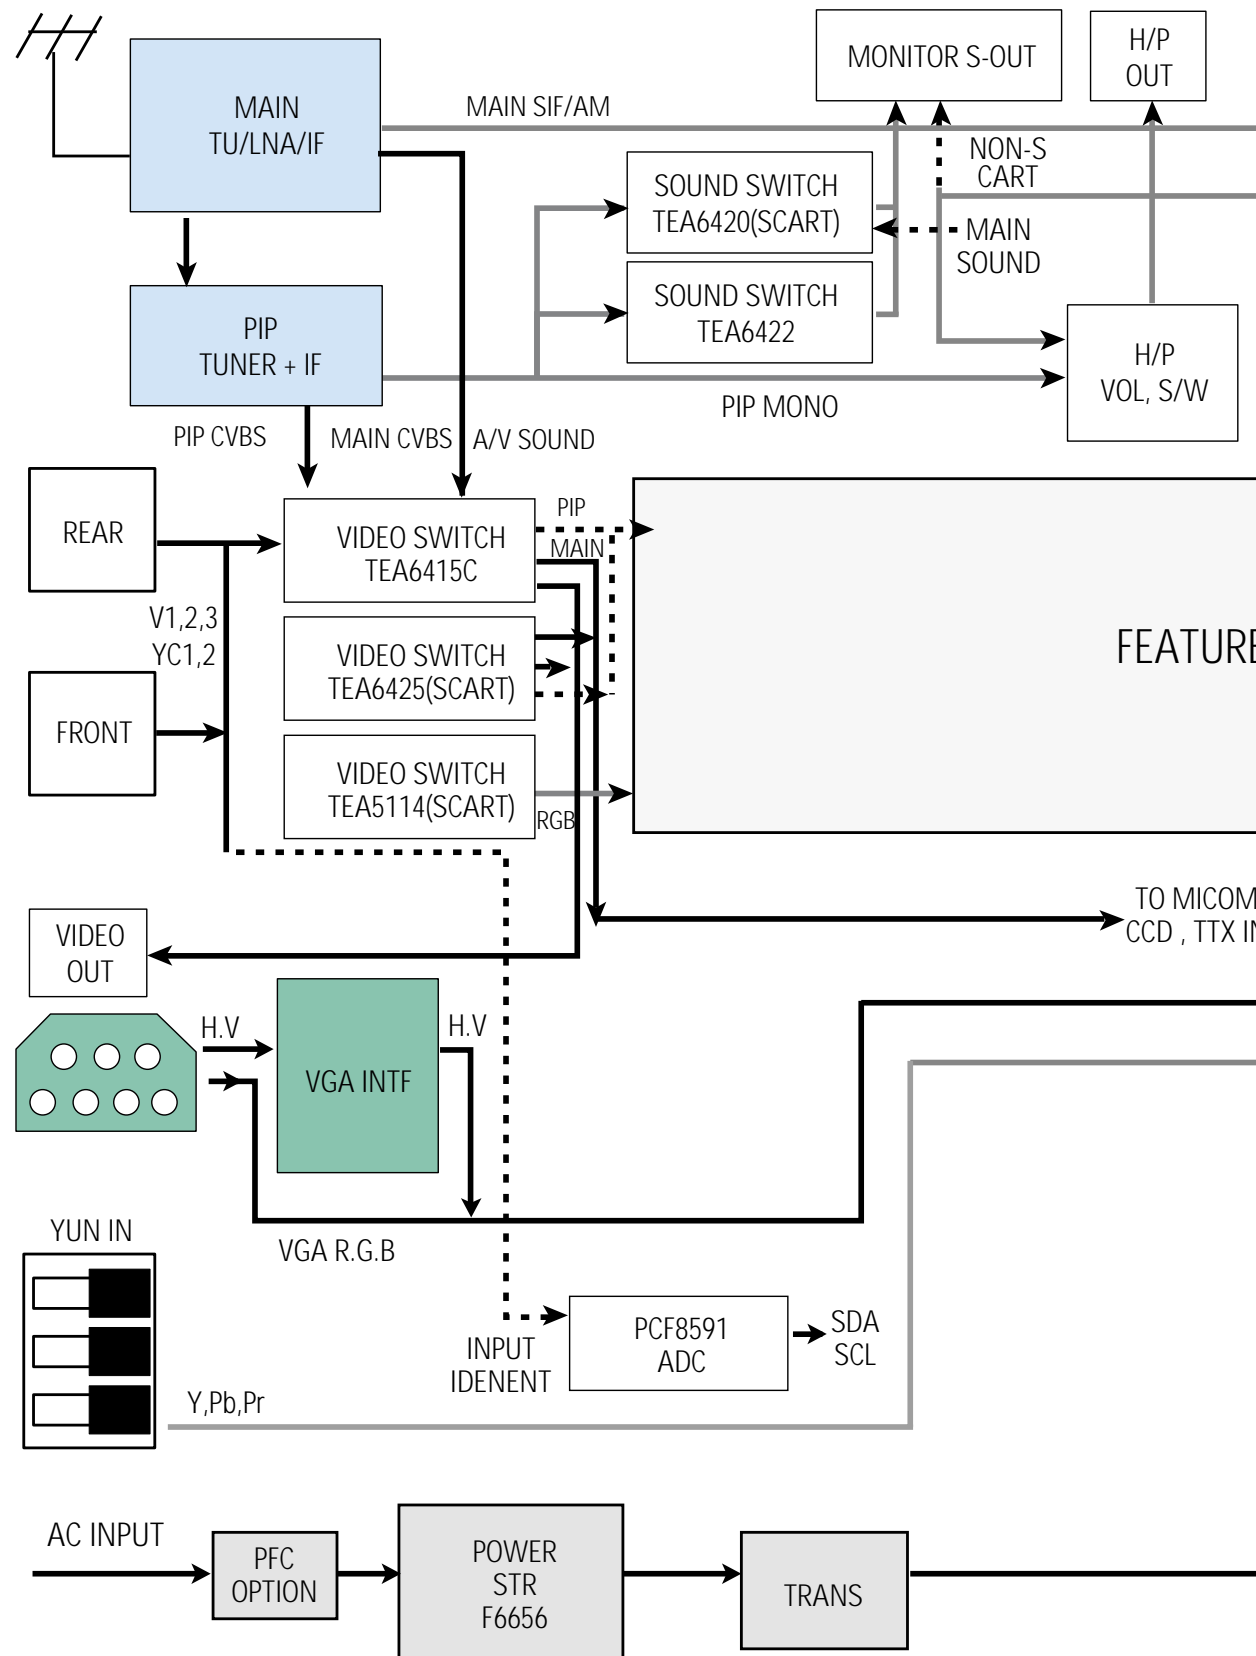 MONITOR S-OUT
H/P
OUT
MAIN
TU/LNA/IF
MAIN SIF/AM
NON-S
CART
SOUND SWITCH
TEA6420(SCART)
MAIN
SOUND
SOUND SWITCH
TEA6422
PIP
TUNER + IF
H/P
VOL, S/W
PIP MONO
PIP CVBS
MAIN CVBS
A/V SOUND
REAR
VIDEO SWITCH
TEA6415C
PIP
MAIN
V1,2,3
YC1,2
VIDEO SWITCH
TEA6425(SCART)
FEATURE
FRONT
VIDEO SWITCH
TEA5114(SCART)
RGB
VIDEO
OUT
TO MICOM
CCD , TTX IN
H.V
VGA INTF
H.V
YUN IN
VGA R.G.B
INPUT
IDENENT
PCF8591
ADC
SDA
SCL
Y,Pb,Pr
AC INPUT
PFC
OPTION
POWER
STR
F6656
TRANS